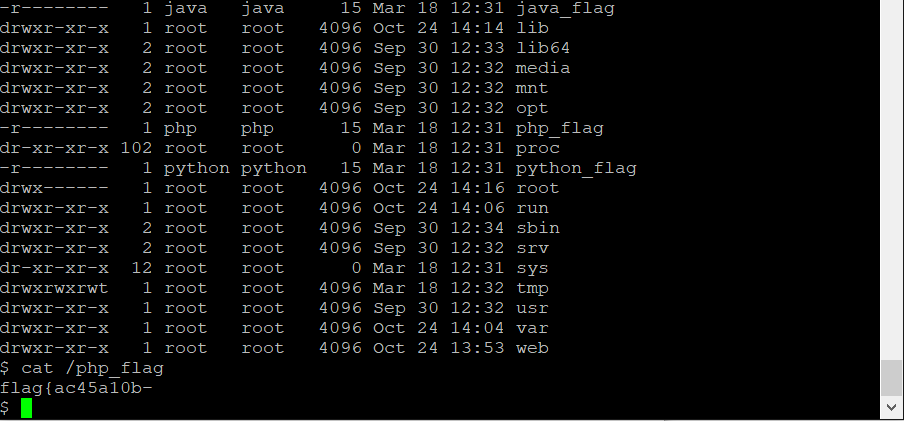 -r--------   1 java   java     15 Mar 18 12:31 java_flag
drwxr-xr-x   1 root   root   4096 Oct 24 14:14 lib
drwxr-xr-x   2 root   root   4096 Sep 30 12:33 lib64
drwxr-xr-x   2 root   root   4096 Sep 30 12:32 media
drwxr-xr-x   2 root   root   4096 Sep 30 12:32 mnt
drwxr-xr-x   2 root   root   4096 Sep 30 12:32 opt
-r--------   1 php    php      15 Mar 18 12:31 php_flag
dr-xr-xr-x 102 root   root      0 Mar 18 12:31 proc
-r--------   1 python python   15 Mar 18 12:31 python_flag
drwx------   1 root   root   4096 Oct 24 14:16 root
drwxr-xr-x   1 root   root   4096 Oct 24 14:06 run
drwxr-xr-x   2 root   root   4096 Sep 30 12:34 sbin
drwxr-xr-x   2 root   root   4096 Sep 30 12:32 srv
dr-xr-xr-x  12 root   root      0 Mar 18 12:31 sys
drwxrwxrwt   1 root   root   4096 Mar 18 12:32 tmp
drwxr-xr-x   1 root   root   4096 Sep 30 12:32 usr
drwxr-xr-x   1 root   root   4096 Oct 24 14:04 var
drwxr-xr-x   1 root   root   4096 Oct 24 13:53 web
$ cat /php_flag
flag{ac45a10b-
$